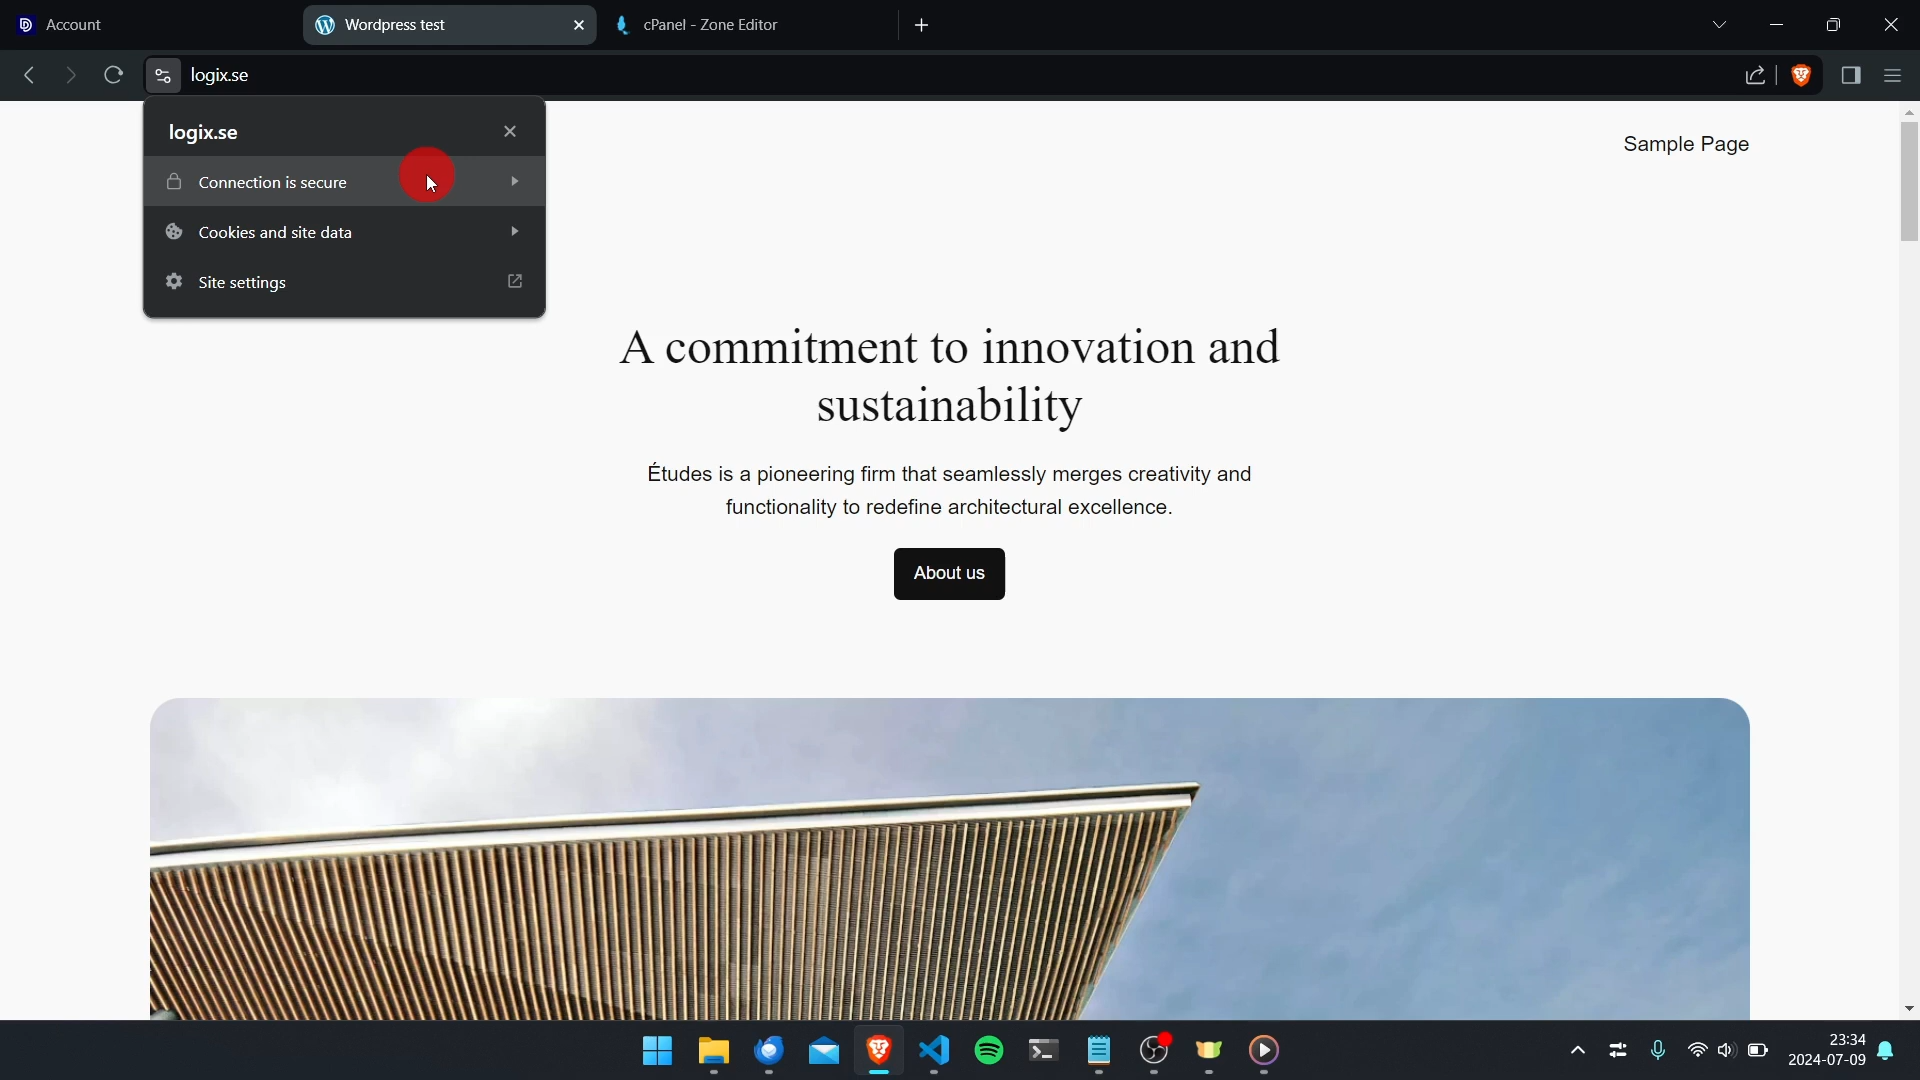 Account
Wordpress test
cPanel - Zone Editor
logix.se
logix.se
Connection is secure
Cookies and site data
Site settings
Sample Page
A commitment to innovation and
sustainability
Études is a pioneering firm that seamlessly merges creativity and
functionality to redefine architectural excellence.
About us
23:34
2024-07-09